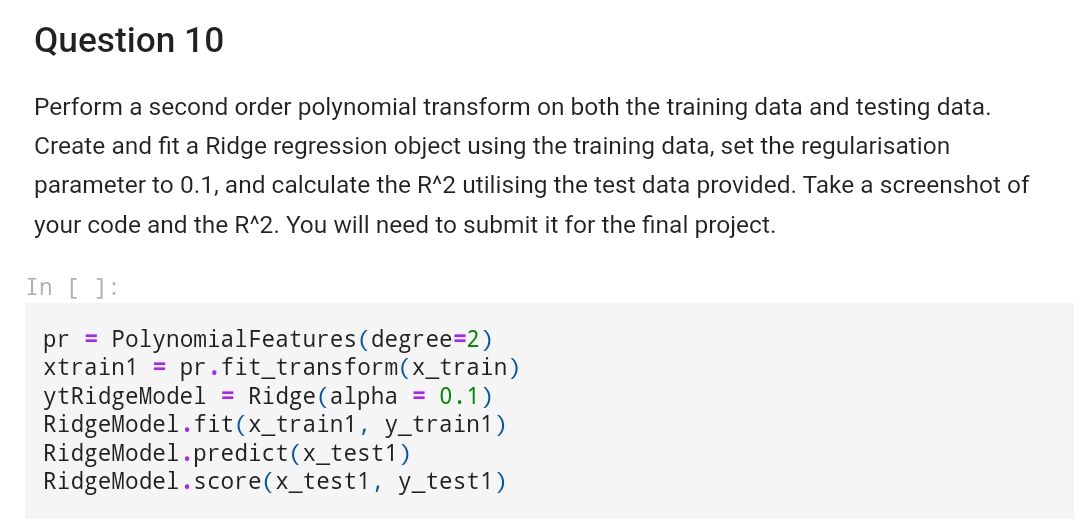 Question 10
Perform a second order polynomial transform on both the training data and testing data.
Create and fit a Ridge regression object using the training data, set the regularisation
parameter to 0.1, and calculate the R^2 utilising the test data provided. Take a screenshot of
your code and the R^2. You will need to submit it for the final project.
In [ ]:
pr = PolynomialFeatures(degree=2)
xtrain1 = pr.fit_transform(x_train)
ytRidgeModel = Ridge(alpha = 0.1)
RidgeModel.fit(x_train1, y_train1)
RidgeModel.predict(x_test1)
RidgeModel.score(x_test1, y_test1)